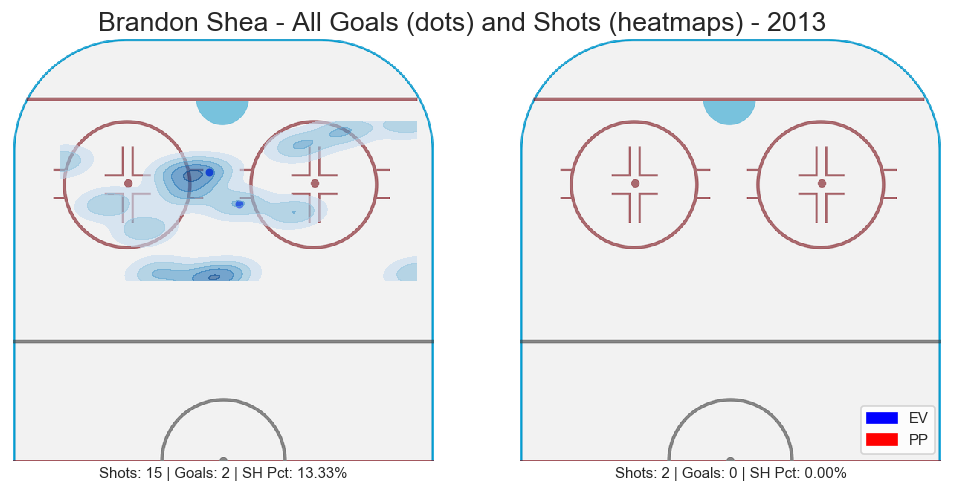 Brandon Shea - All Goals (dots) and Shots (heatmaps) - 2013
EV
PP
Shots: 15 | Goals: 2 | SH Pct: 13.33%
Shots: 2 | Goals: 0 | SH Pct: 0.00%